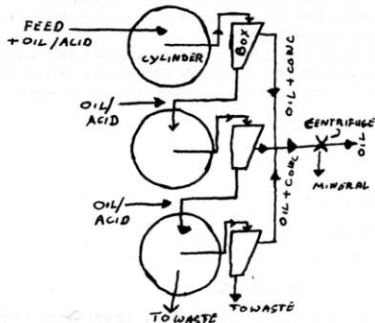 FEED
+ OIL/ACID
CYLINDER
BOX
OIL + CONC
OIL/
ACID
CENTRIFUGE
OIL
MINERAL
OIL + CONC
OIL/
ACID
TO WASTE
TO WASTE